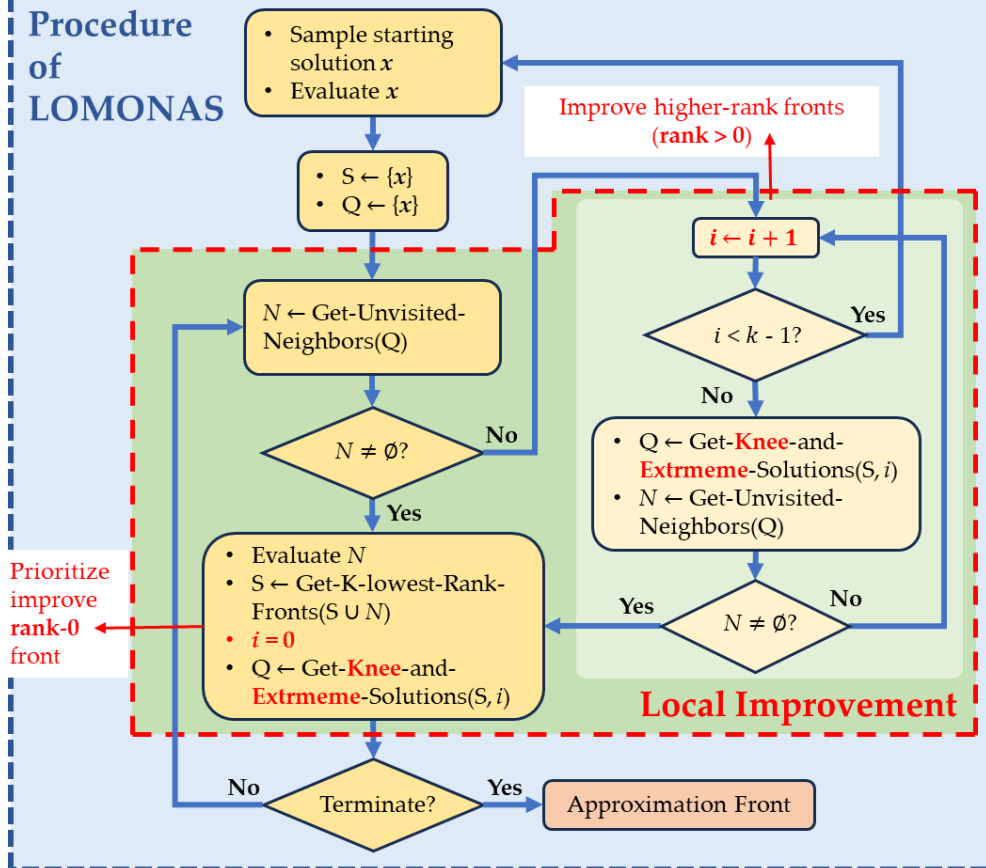 Procedure
of
LOMONAS
• Sample starting
solution x
• Evaluate x
Improve higher-rank fronts
(rank > 0)
• S ← {x}
• Q ← {x}
i ← i + 1
N ← Get-Unvisited-
Neighbors(Q)
i < k - 1?
Yes
No
N ≠ ∅?
No
Yes
• Q ← Get-Knee-and-
Extrmeme-Solutions(S, i)
• N ← Get-Unvisited-
Neighbors(Q)
Prioritize
improve
rank-0
front
• Evaluate N
• S ← Get-K-lowest-Rank-
Fronts(S ∪ N)
• i = 0
• Q ← Get-Knee-and-
Extrmeme-Solutions(S, i)
Yes
N ≠ ∅?
No
Local Improvement
No
Terminate?
Yes
Approximation Front